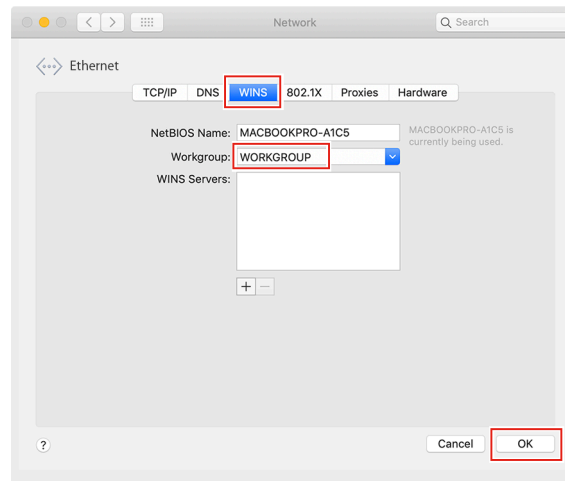 Network
Search
Ethernet
TCP/IP DNS WINS 802.1X Proxies Hardware
NetBIOS Name: MACBOOKPRO-A1C5
MACBOOKPRO-A1C5 is
currently being used.
Workgroup: WORKGROUP
WINS Servers:
+ −
? Cancel OK